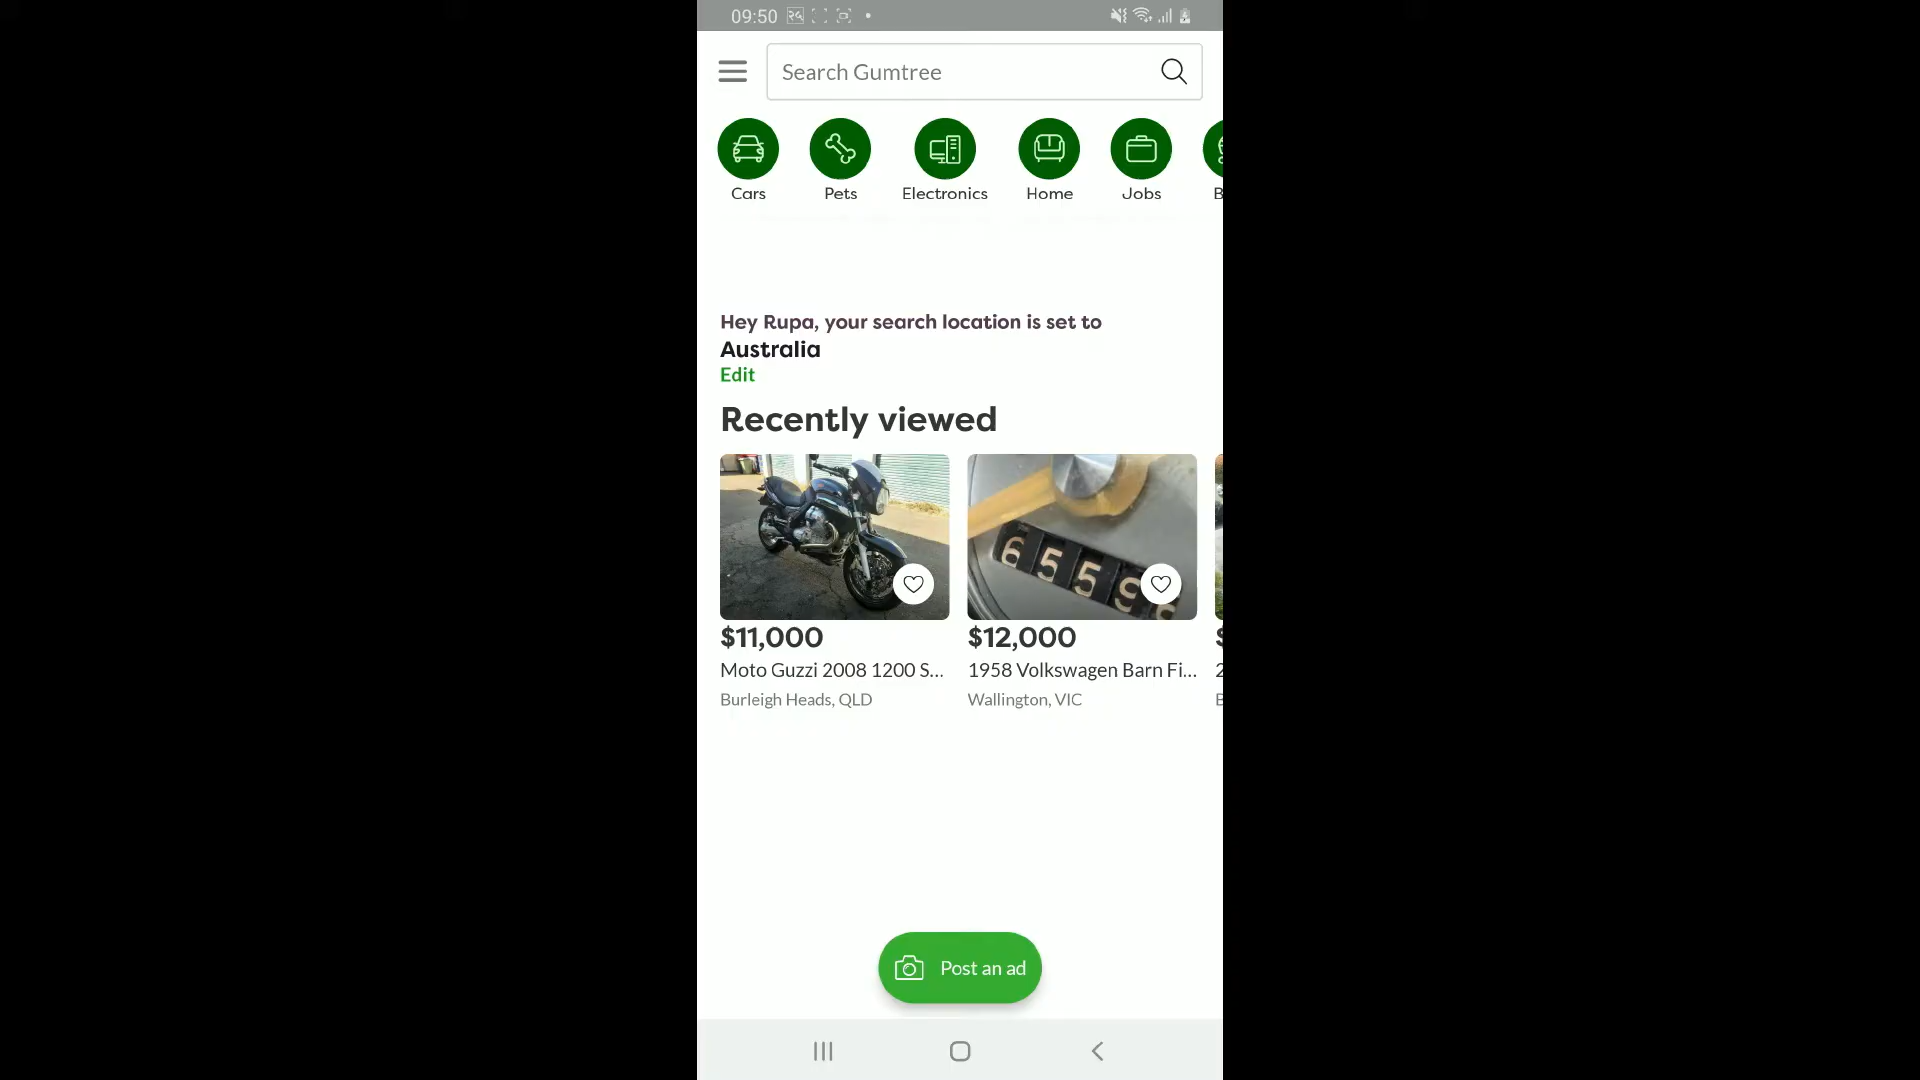 09:50
Search Gumtree
Cars
Pets
Electronics
Home
Jobs
B
Hey Rupa, your search location is set to
Australia
Edit
Recently viewed
6559
$11,000
$12,000
$
Moto Guzzi 2008 1200 S...
1958 Volkswagen Barn Fi...
2
Burleigh Heads, QLD
Wallington, VIC
Post an ad